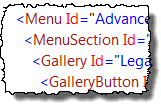 <Menu Id="Advance
<MenuSection Id=
<Gallery Id="Lega
<GalleryButton